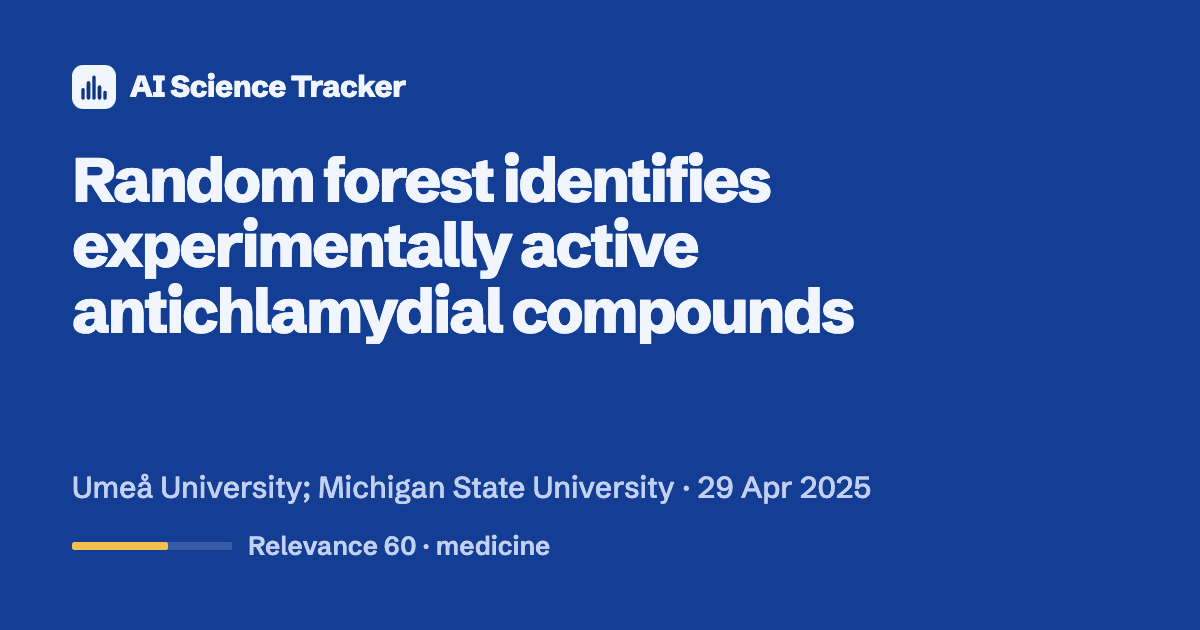 AI Science Tracker
Random forest identifies
experimentally active
antichlamydial compounds
Umeå University; Michigan State University · 29 Apr 2025
Relevance 60 · medicine